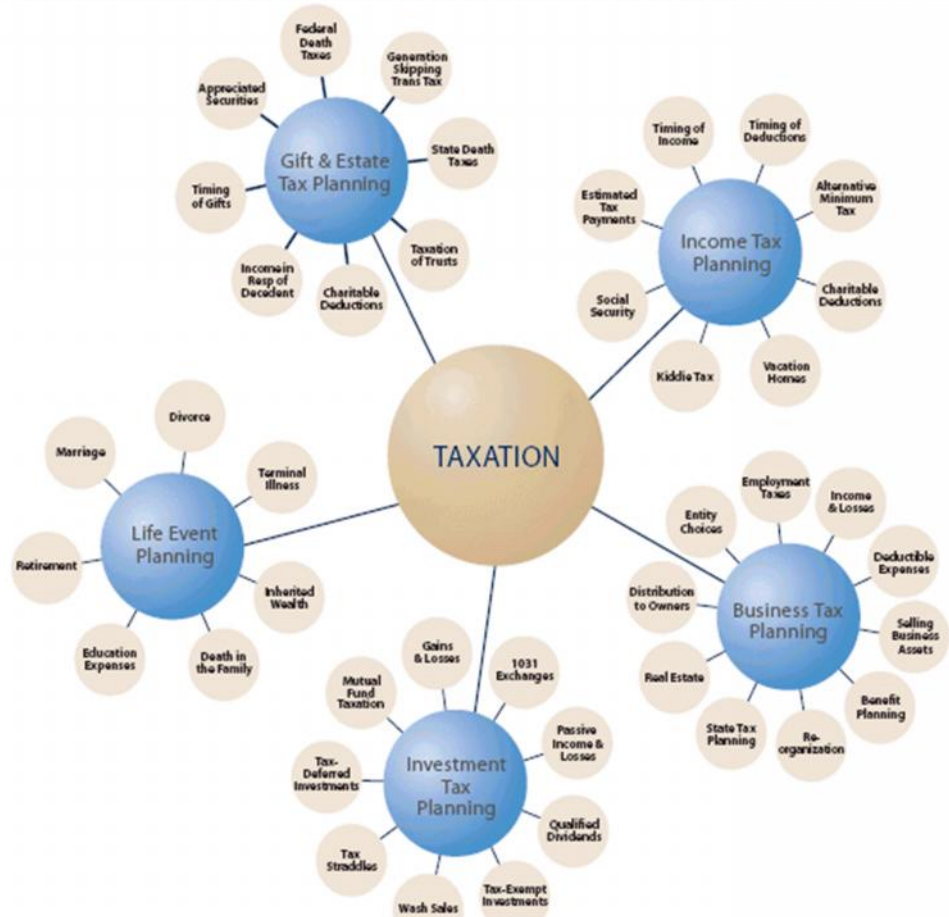 Federal
Death
Taxes
Generation
Skipping
Trans Tax
Appreciated
Securities
State Death
Taxes
Gift & Estate
Tax Planning
Timing
of Gifts
Taxation
of Trusts
Income in
Resp of
Decedent
Charitable
Deductions
Timing of
Income
Timing of
Deductions
Estimated
Tax
Payments
Alternative
Minimum
Tax
Income Tax
Planning
Social
Security
Charitable
Deductions
Kiddie Tax
Vacation
Homes
TAXATION
Divorce
Marriage
Terminal
Illness
Life Event
Planning
Retirement
Inherited
Wealth
Education
Expenses
Death in
the Family
Employment
Taxes
Income
& Losses
Entity
Choices
Deductible
Expenses
Distribution
to Owners
Business Tax
Planning
Selling
Business
Assets
Real Estate
Benefit
Planning
State Tax
Planning
Re-
organization
Gains
& Losses
1031
Exchanges
Mutual
Fund
Taxation
Passive
Income &
Losses
Tax-
Deferred
Investments
Investment
Tax
Planning
Qualified
Dividends
Tax
Straddles
Wash Sales
Tax-Exempt
Investments